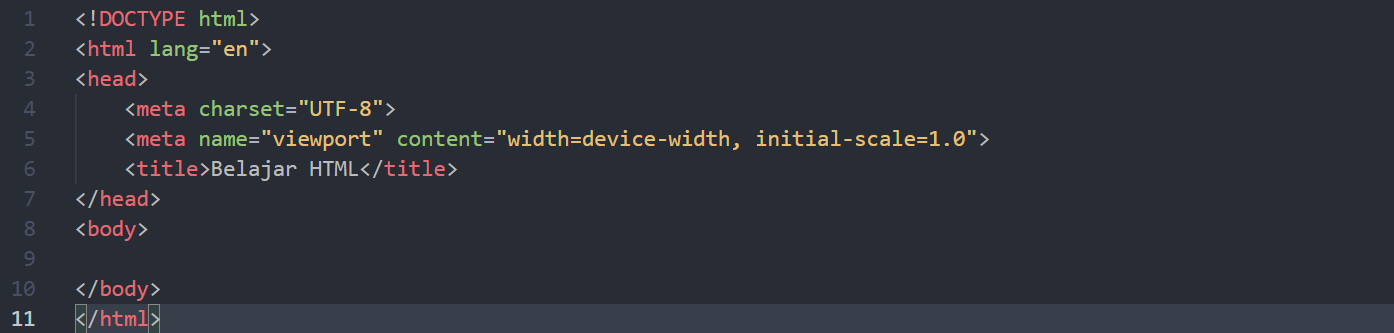 1 <!DOCTYPE html>
2 <html lang="en">
3 <head>
4     <meta charset="UTF-8">
5     <meta name="viewport" content="width=device-width, initial-scale=1.0">
6     <title>Belajar HTML</title>
7 </head>
8 <body>
9
10 </body>
11 </html>